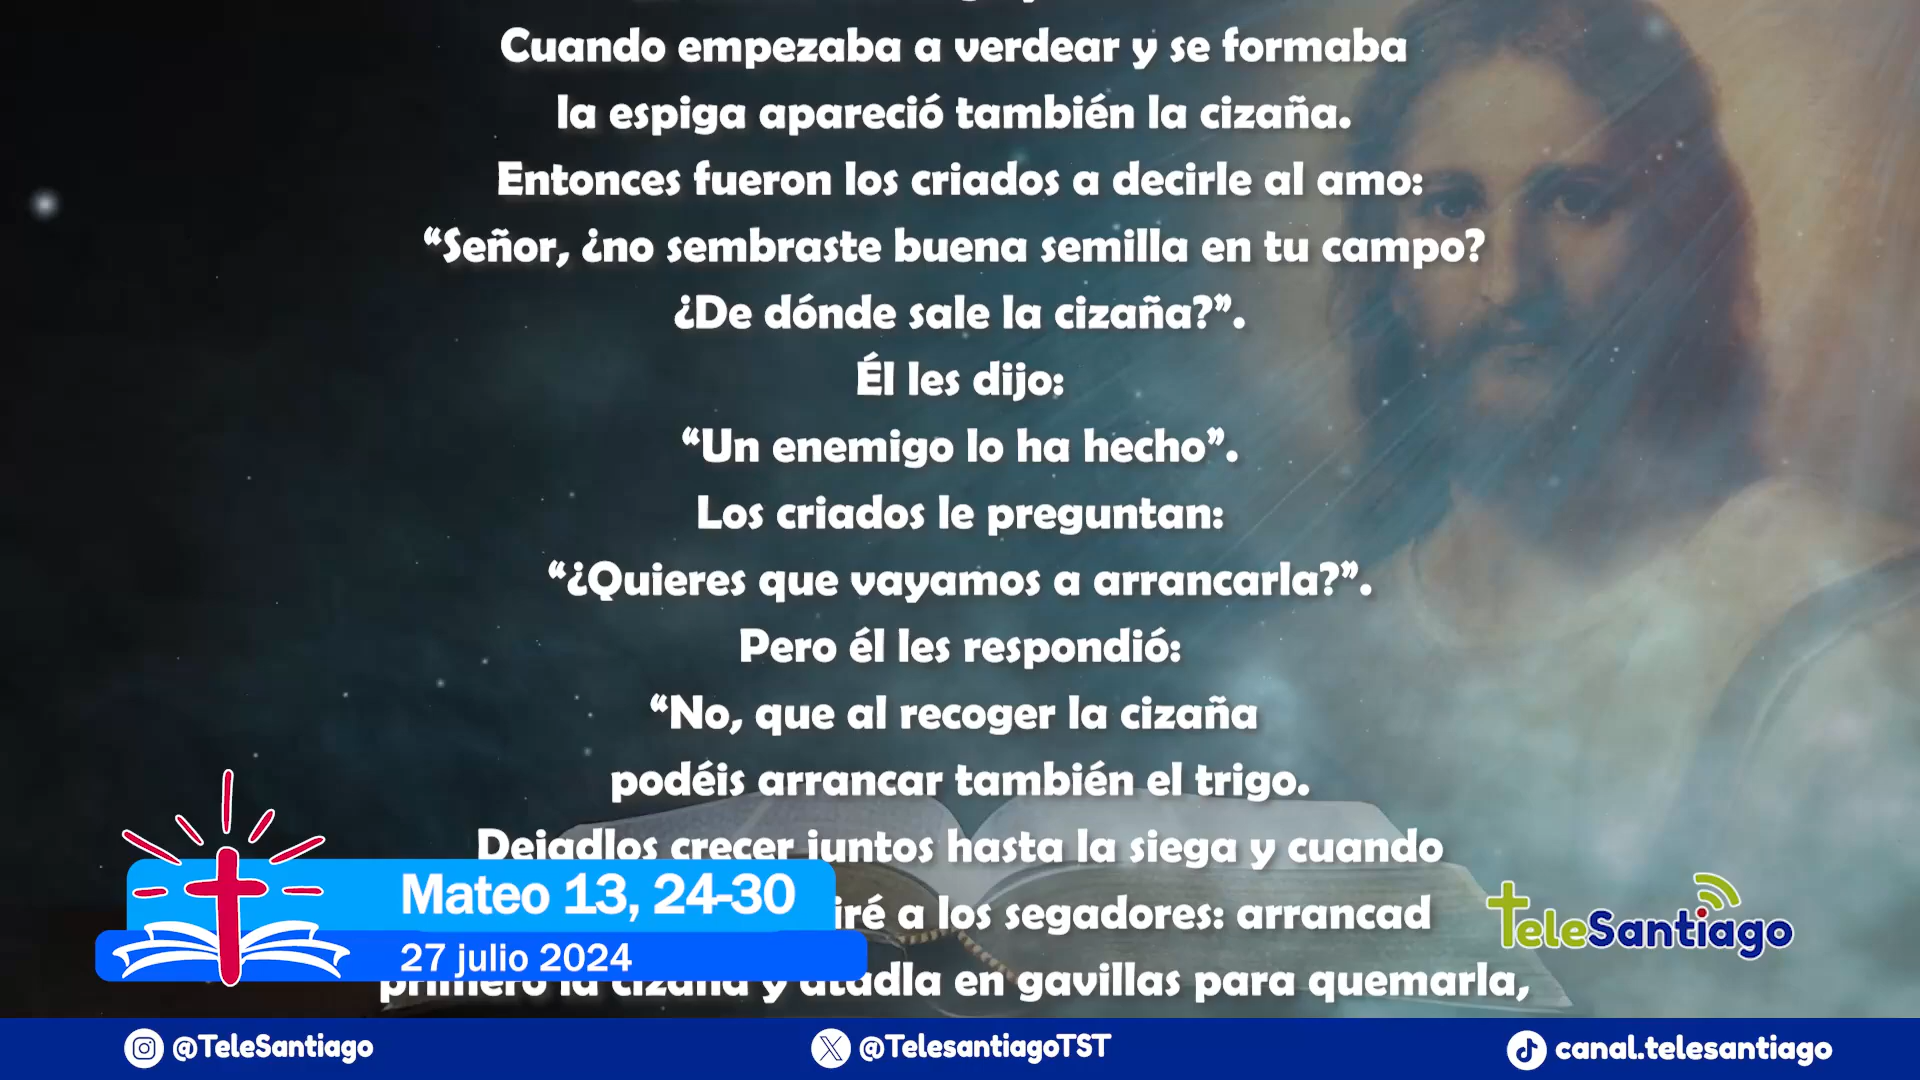 Cuando empezaba a verdear y se formaba
la espiga apareció también la cizaña.
Entonces fueron los criados a decirle al amo:
“Señor, ¿no sembraste buena semilla en tu campo?
¿De dónde sale la cizaña?”.
Él les dijo:
“Un enemigo lo ha hecho”.
Los criados le preguntan:
“¿Quieres que vayamos a arrancarla?”.
Pero él les respondió:
“No, que al recoger la cizaña
podéis arrancar también el trigo.
Dejadlos crecer juntos hasta la siega y cuando
iré a los segadores: arrancad
primero la cizaña y atadla en gavillas para quemarla,
Mateo 13, 24-30
27 julio 2024
TeleSantiago
@TeleSantiago
@TelesantiagoTST
canal.telesantiago